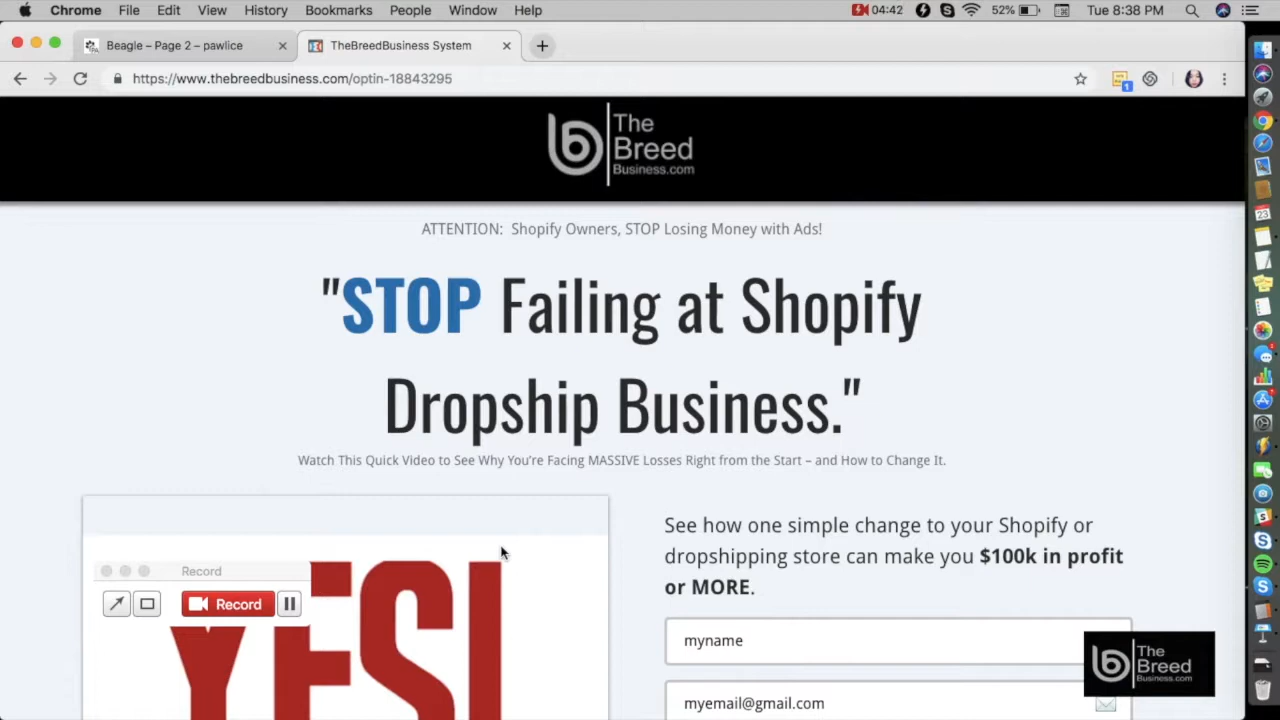 Chrome File Edit View History Bookmarks People Window Help 04:42 52% Tue 8:38 PM
Beagle – Page 2 – pawlice
TheBreedBusiness System
https://www.thebreedbusiness.com/optin-18843295
1
b The
Breed
Business.com
ATTENTION: Shopify Owners, STOP Losing Money with Ads!
"STOP Failing at Shopify
Dropship Business."
Watch This Quick Video to See Why You're Facing MASSIVE Losses Right from the Start – and How to Change It.
Record
Record
YES!
See how one simple change to your Shopify or
dropshipping store can make you $100k in profit
or MORE.
myname
myemail@gmail.com
b The
Breed
Business.com
23